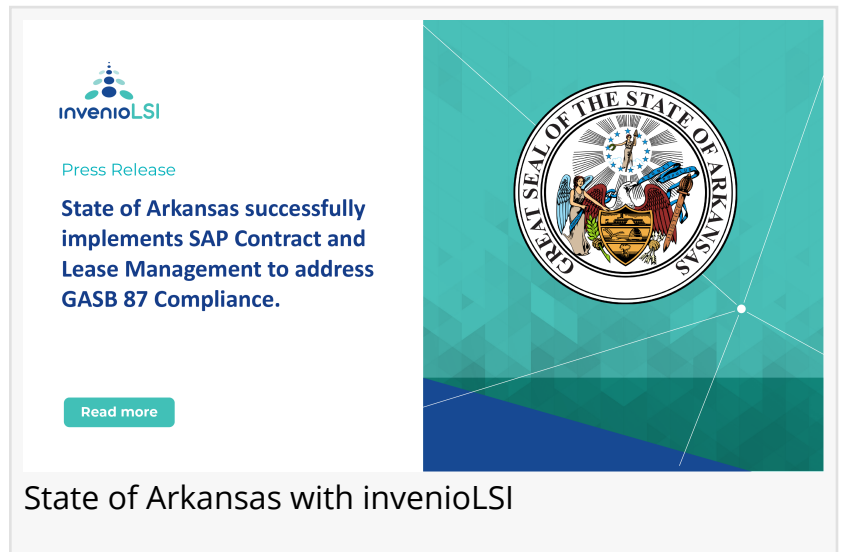 invenioLSI
Press Release
State of Arkansas successfully
implements SAP Contract and
Lease Management to address
GASB 87 Compliance.
Read more
GREAT SEAL OF THE STATE OF ARKANSAS
State of Arkansas with invenioLSI